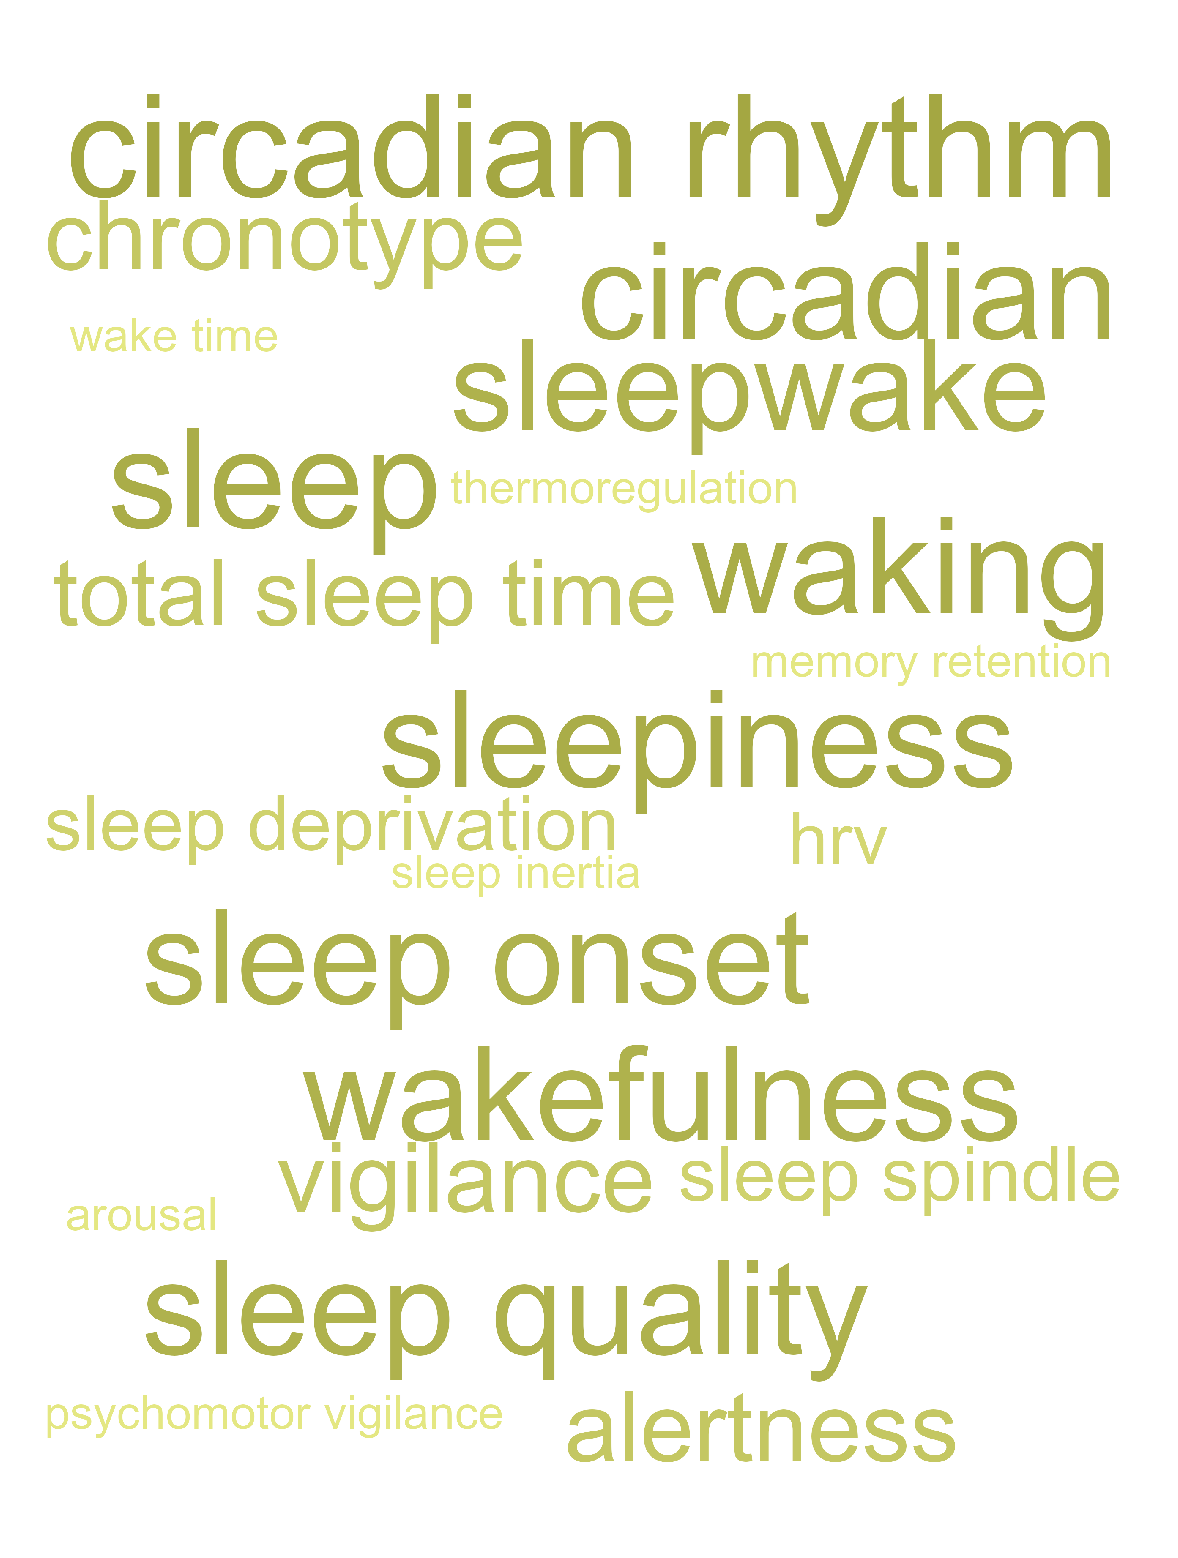 circadian rhythm
chronotype
circadian
wake time
sleepwake
sleep
thermoregulation
waking
total sleep time
memory retention
sleepiness
sleep deprivation
hrv
sleep inertia
sleep onset
wakefulness
vigilance
sleep spindle
arousal
sleep quality
psychomotor vigilance
alertness